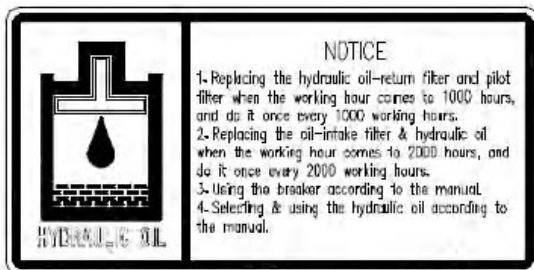 NOTICE
1-Replacing the hydraulic oil-return filter and pilot
filter when the working hour comes to 1000 hours,
and do it once every 1000 working hours.
2-Replacing the oil-intake filter & hydraulic oil
when the working hour comes to 2000 hours, and
do it once every 2000 working hours.
3-Using the breaker according to the manual.
4-Selecting & using the hydraulic oil according to
the manual.
HYDRAULIC OIL